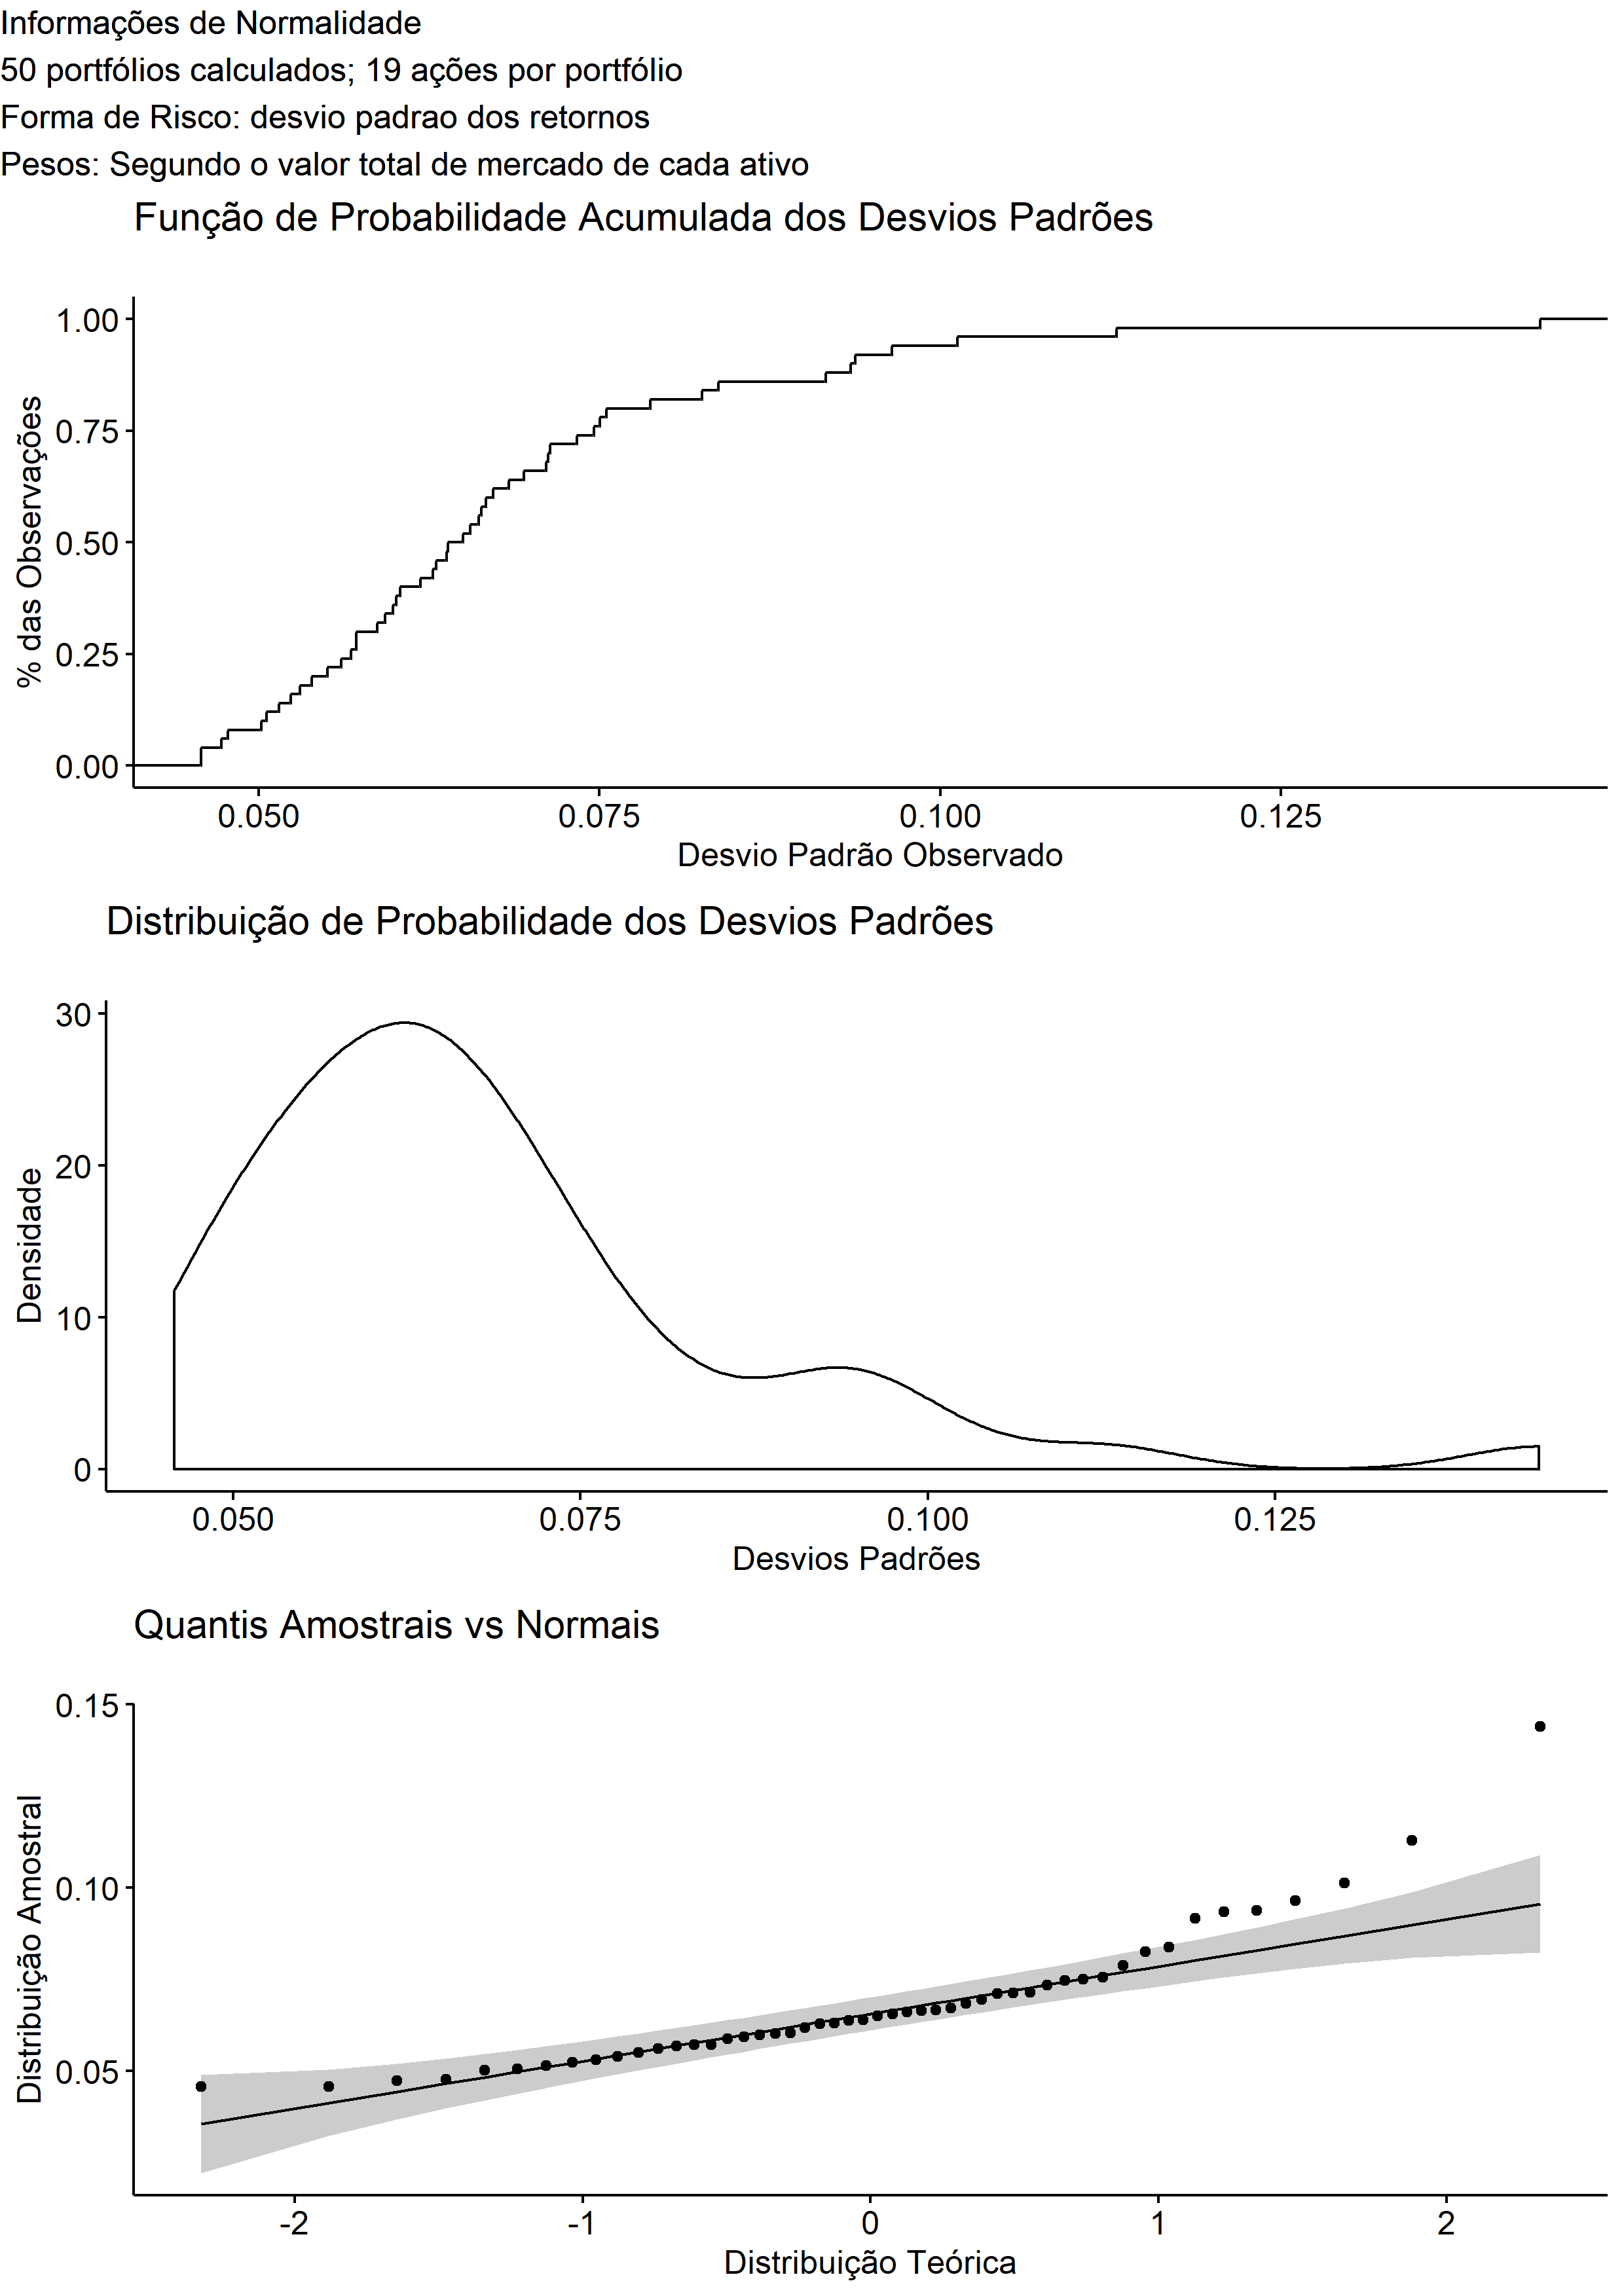 Informações de Normalidade
50 portfólios calculados; 19 ações por portfólio
Forma de Risco: desvio padrao dos retornos
Pesos: Segundo o valor total de mercado de cada ativo
Função de Probabilidade Acumulada dos Desvios Padrões
1.00
0.75
0.50
0.25
0.00
% das Observações
0.050 0.075 0.100 0.125
Desvio Padrão Observado
Distribuição de Probabilidade dos Desvios Padrões
30
20
10
0
Densidade
0.050 0.075 0.100 0.125
Desvios Padrões
Quantis Amostrais vs Normais
0.15
0.10
0.05
Distribuição Amostral
-2 -1 0 1 2
Distribuição Teórica